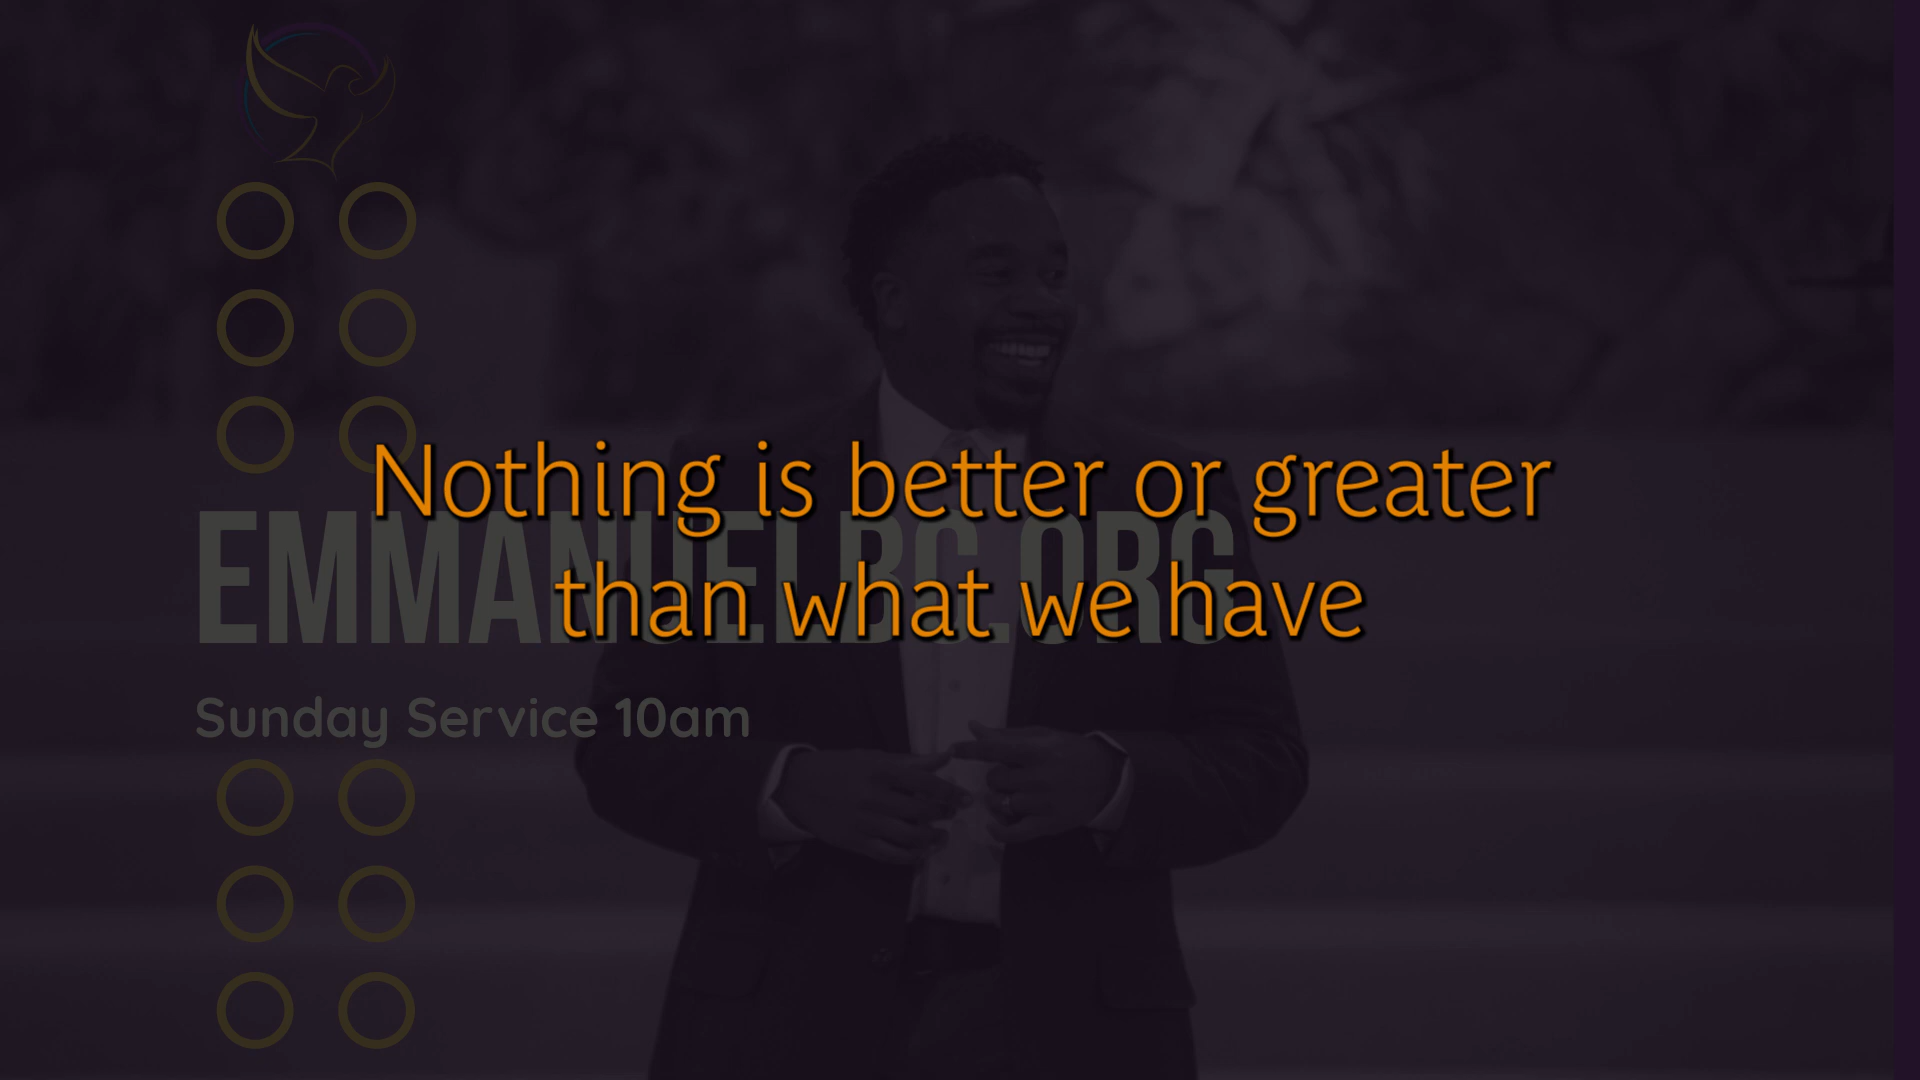 Nothing is better or greater
than what we have
EMMANUELBC.ORG
Sunday Service 10am